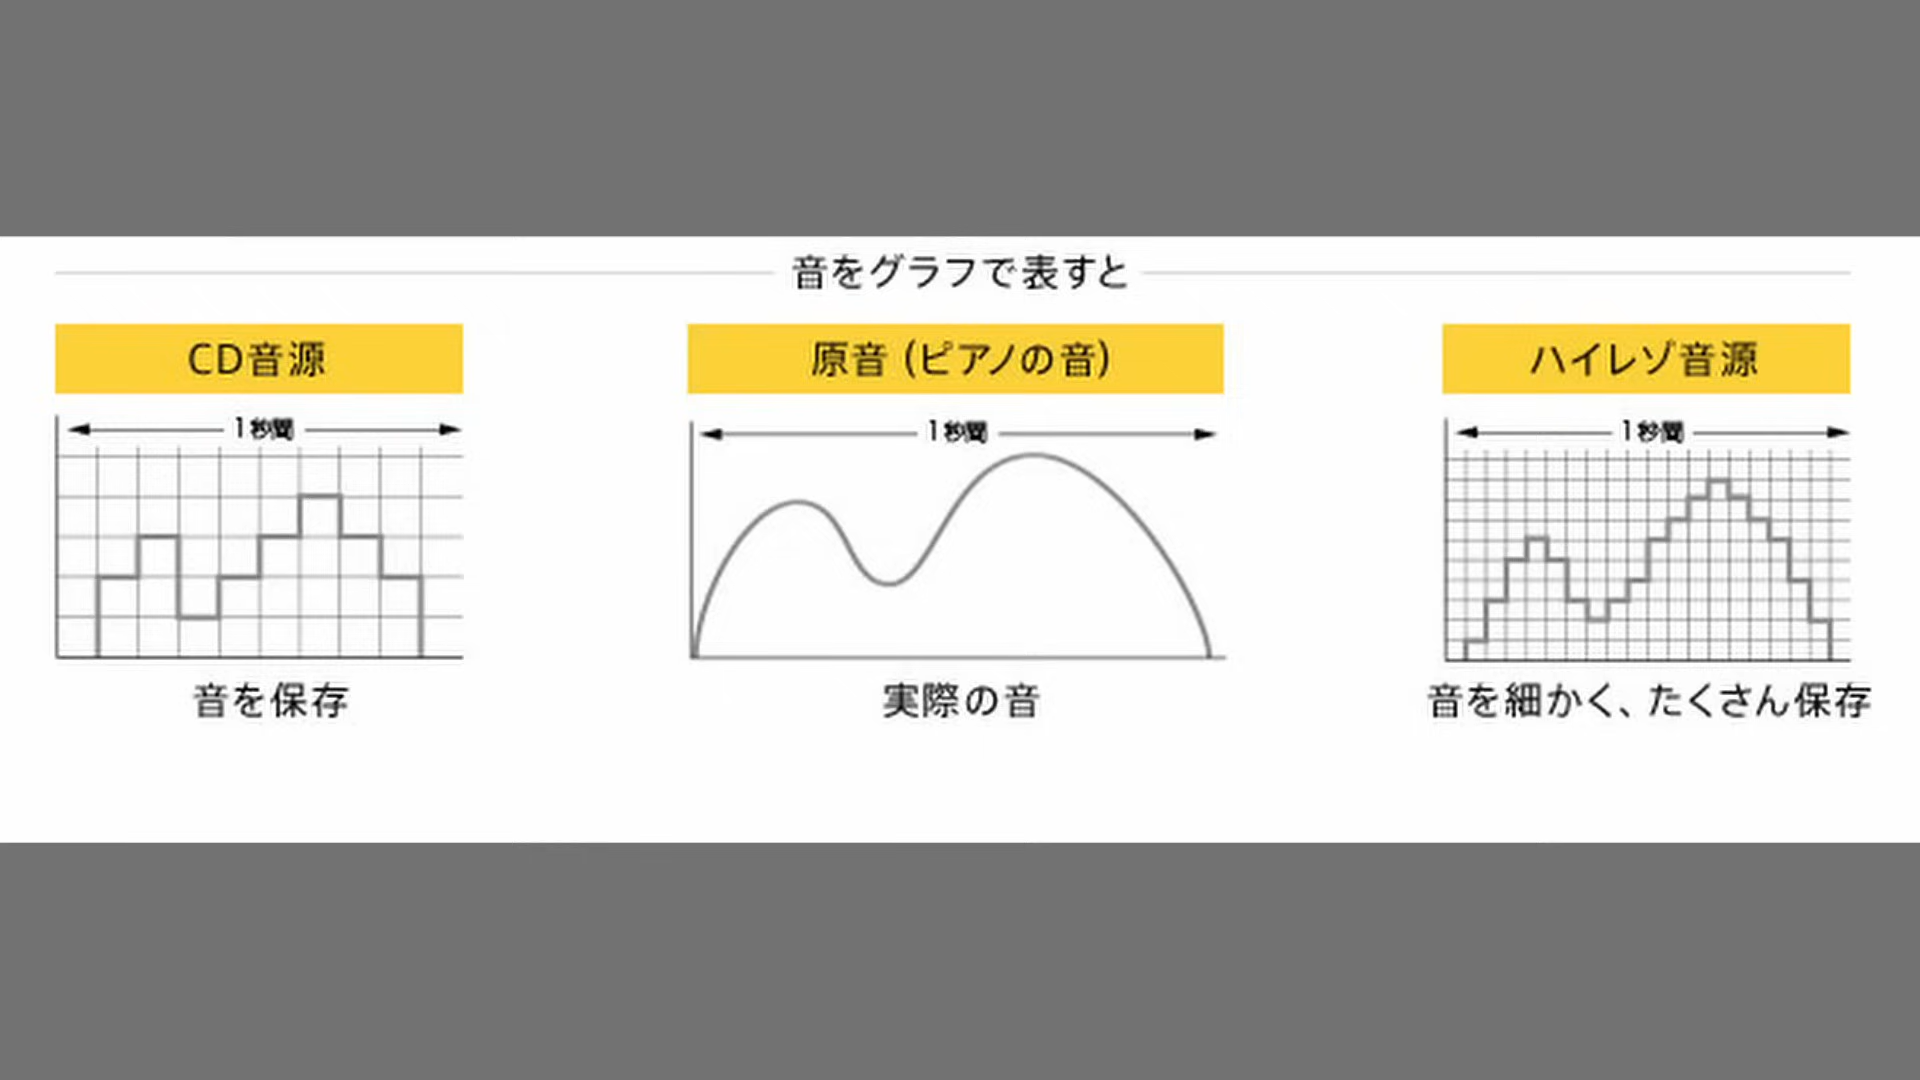 音をグラフで表すと
CD音源
原音 (ピアノの音)
ハイレゾ音源
1秒間
1秒間
1秒間
音を保存
実際の音
音を細かく、たくさん保存